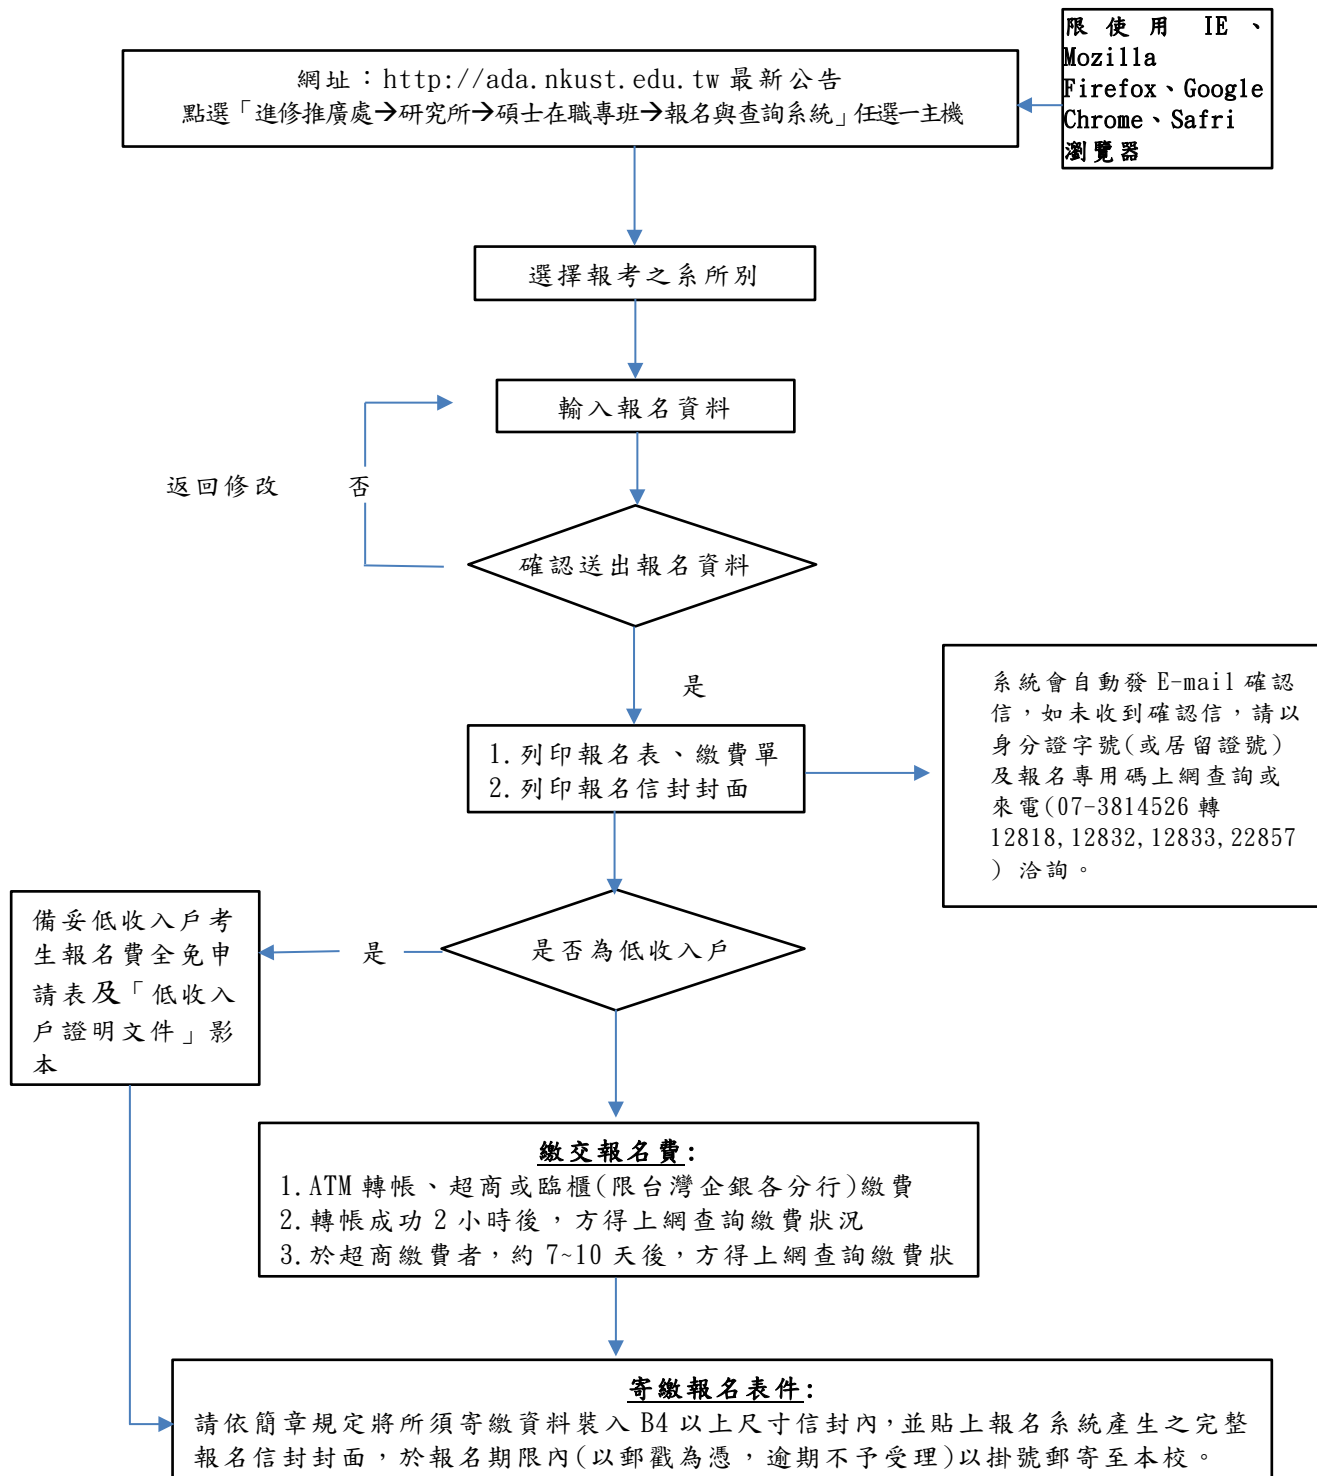 限使用 IE、
Mozilla
Firefox、Google
Chrome、Safri
瀏覽器
網址：http://ada.nkust.edu.tw 最新公告
點選「進修推廣處→研究所→碩士在職專班→報名與查詢系統」任選一主機
選擇報考之系所別
輸入報名資料
返回修改 否
確認送出報名資料
是
1.列印報名表、繳費單
2.列印報名信封封面
系統會自動發 E-mail 確認
信，如未收到確認信，請以
身分證字號(或居留證號)
及報名專用碼上網查詢或
來電(07-3814526 轉
12818,12832,12833,22857
）洽詢。
是否為低收入戶
是
備妥低收入戶考
生報名費全免申
請表及「低收入
戶證明文件」影
本
繳交報名費:
1.ATM 轉帳、超商或臨櫃(限台灣企銀各分行)繳費
2.轉帳成功 2 小時後，方得上網查詢繳費狀況
3.於超商繳費者，約 7~10 天後，方得上網查詢繳費狀
寄繳報名表件:
請依簡章規定將所須寄繳資料裝入 B4 以上尺寸信封內，並貼上報名系統產生之完整
報名信封封面，於報名期限內(以郵戳為憑，逾期不予受理)以掛號郵寄至本校。